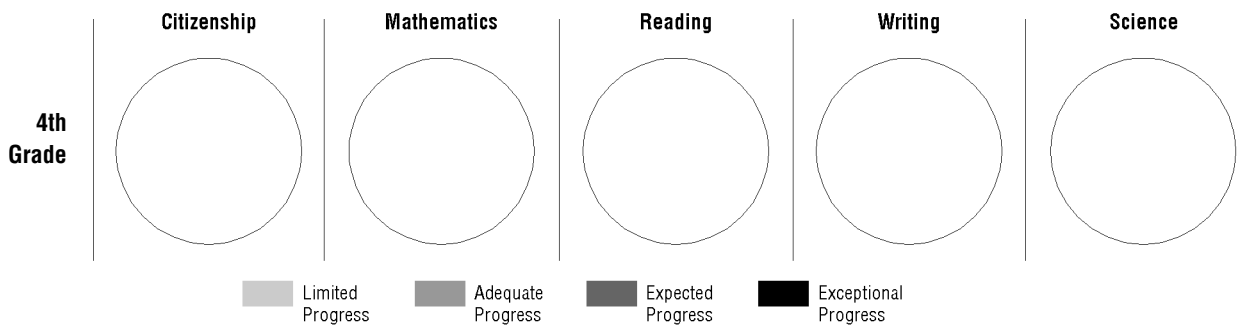 Citizenship Mathematics Reading Writing Science
4th
Grade
Limited Progress
Adequate Progress
Expected Progress
Exceptional Progress